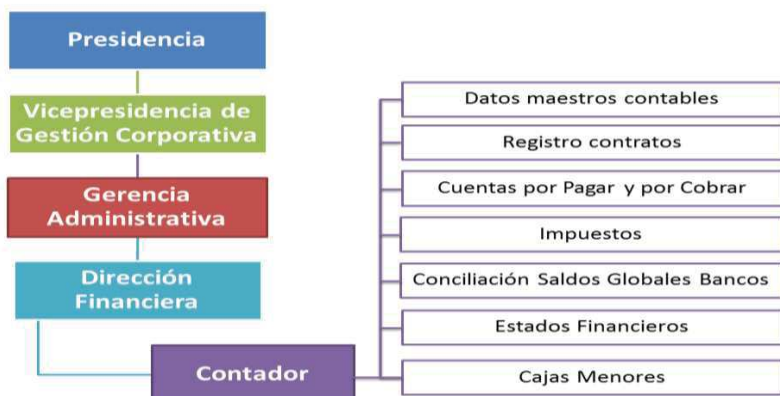 Presidencia
Vicepresidencia de
Gestión Corporativa
Gerencia
Administrativa
Dirección
Financiera
Contador
Datos maestros contables
Registro contratos
Cuentas por Pagar y por Cobrar
Impuestos
Conciliación Saldos Globales Bancos
Estados Financieros
Cajas Menores